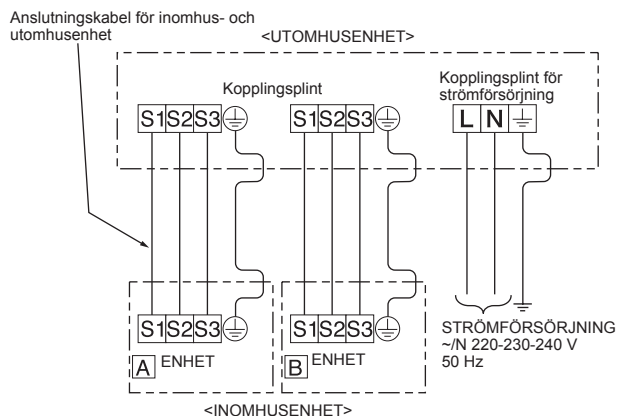 Anslutningskabel för inomhus- och
utomhusenhet
<UTOMHUSENHET>
Kopplingsplint
Kopplingsplint för
strömförsörjning
S1 S2 S3
S1 S2 S3
L N
S1 S2 S3
S1 S2 S3
A ENHET
B ENHET
STRÖMFÖRSÖRJNING
~/N 220-230-240 V
50 Hz
<INOMHUSENHET>